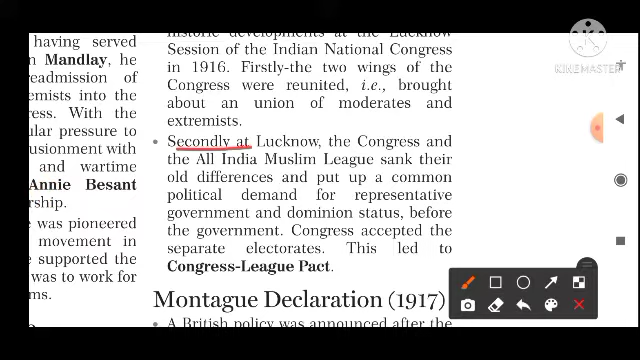 having served
n Mandlay, he
readmission of
emists into the
ress. With the
ular pressure to
lusionment with
and wartime
Annie Besant
rship.
was pioneered
movement in
e supported the
was to work for
ms.
historic developments at the Lucknow
Session of the Indian National Congress
in 1916. Firstly-the two wings of the
Congress were reunited, i.e., brought
about an union of moderates and
extremists.
• Secondly at Lucknow, the Congress and
the All India Muslim League sank their
old differences and put up a common
political demand for representative
government and dominion status, before
the government. Congress accepted the
separate electorates. This led to
Congress-League Pact.
Montague Declaration (1917)
• A British policy was announced after the
KINEMASTER